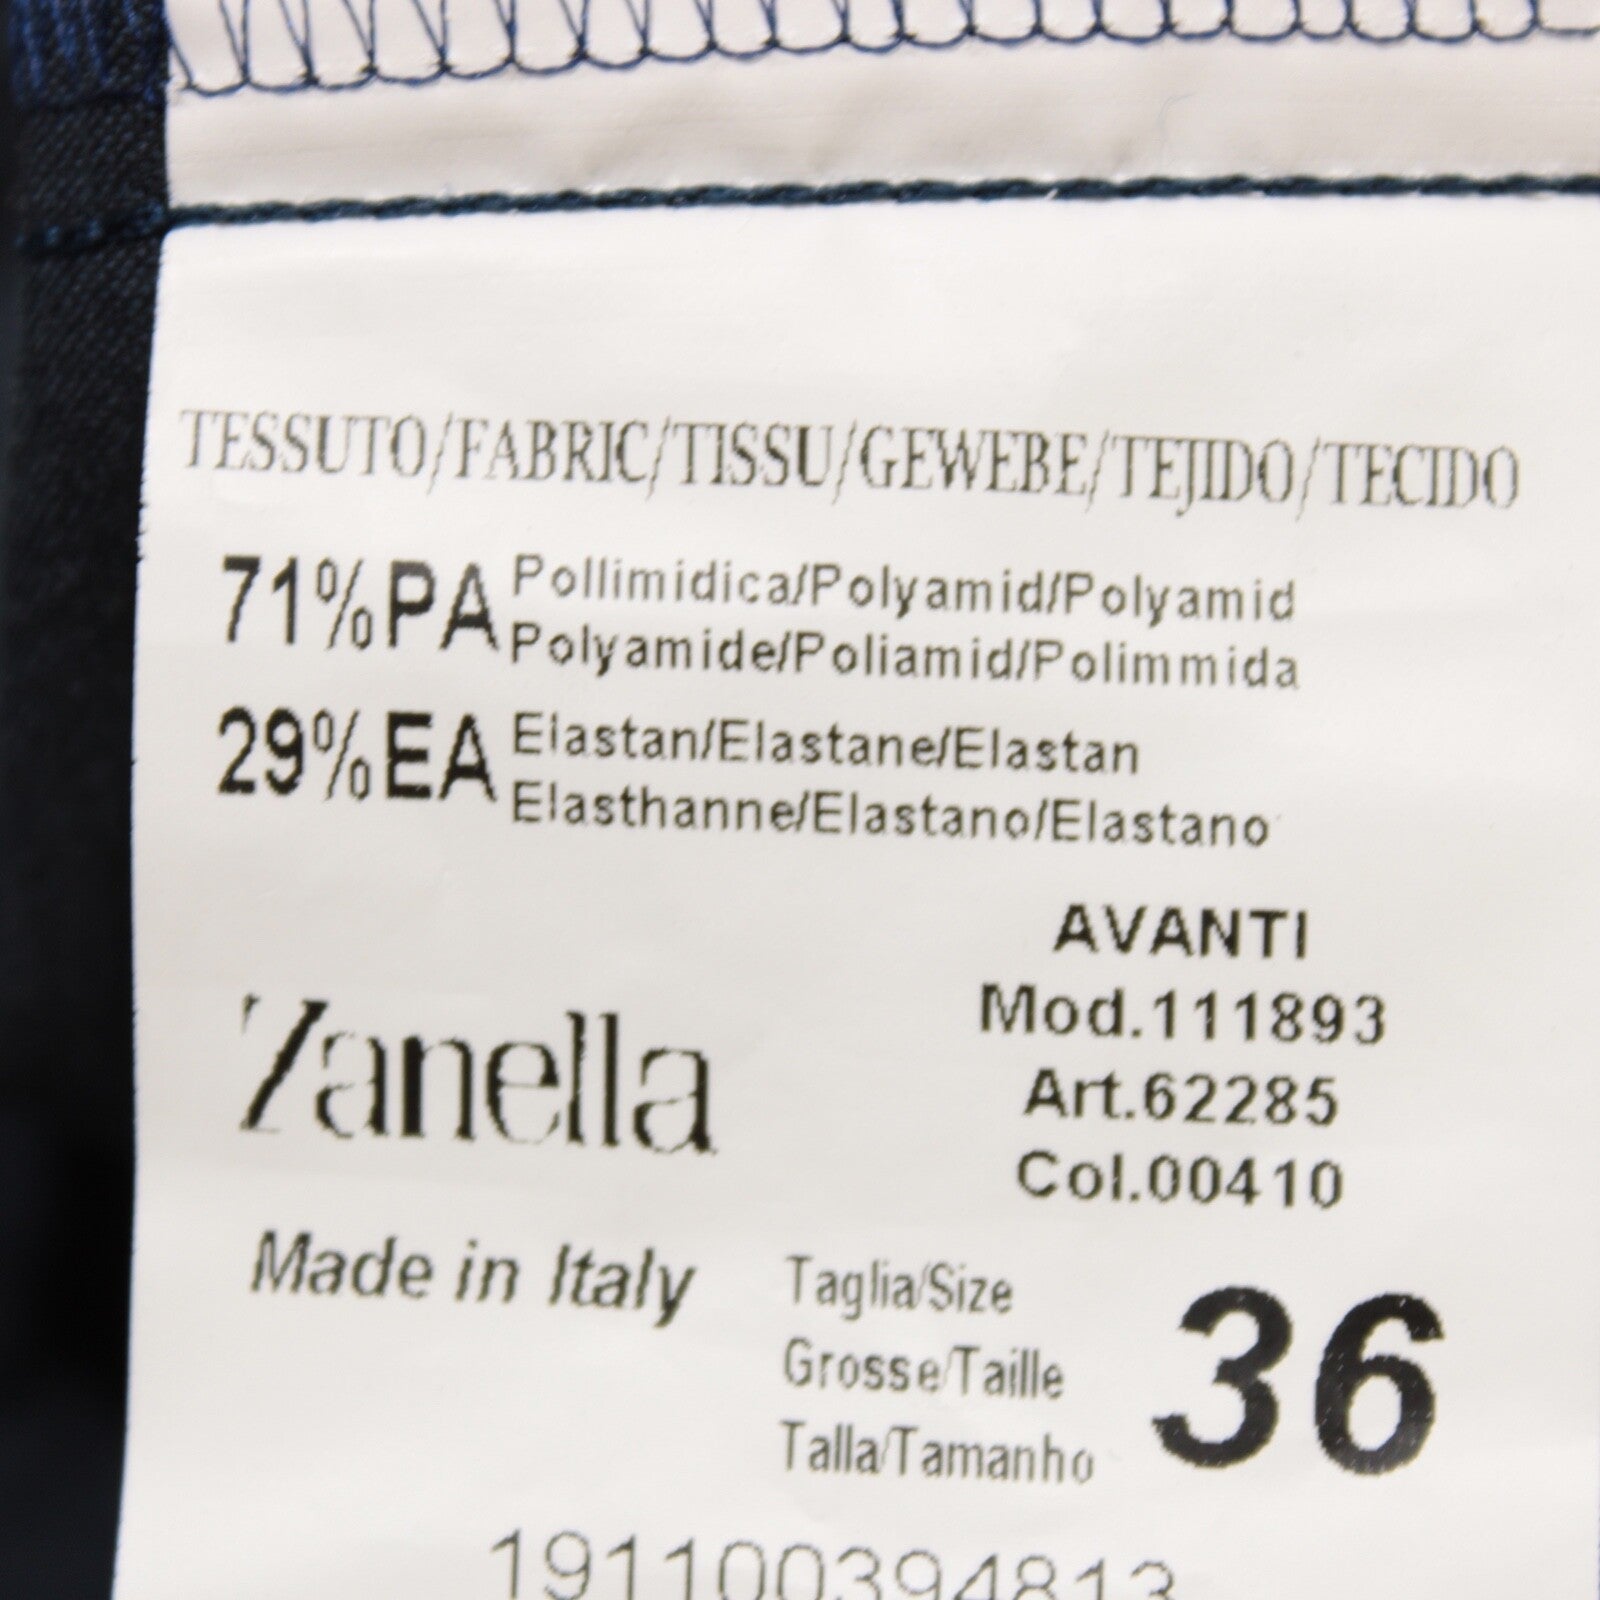 TESSUTO/FABRIC/TISSU/GEWEBE/TEJIDO/TECIDO
71%PA Pollimidica/Polyamid/Polyamid
Polyamide/Poliamid/Polimmida
29%EA Elastan/Elastane/Elastan
Elasthanne/Elastano/Elastano
AVANTI
Mod.111893
Art.62285
Col.00410
Zanella
Made in Italy
Taglia/Size
Grosse/Taille
Talla/Tamanho
36
191100394813